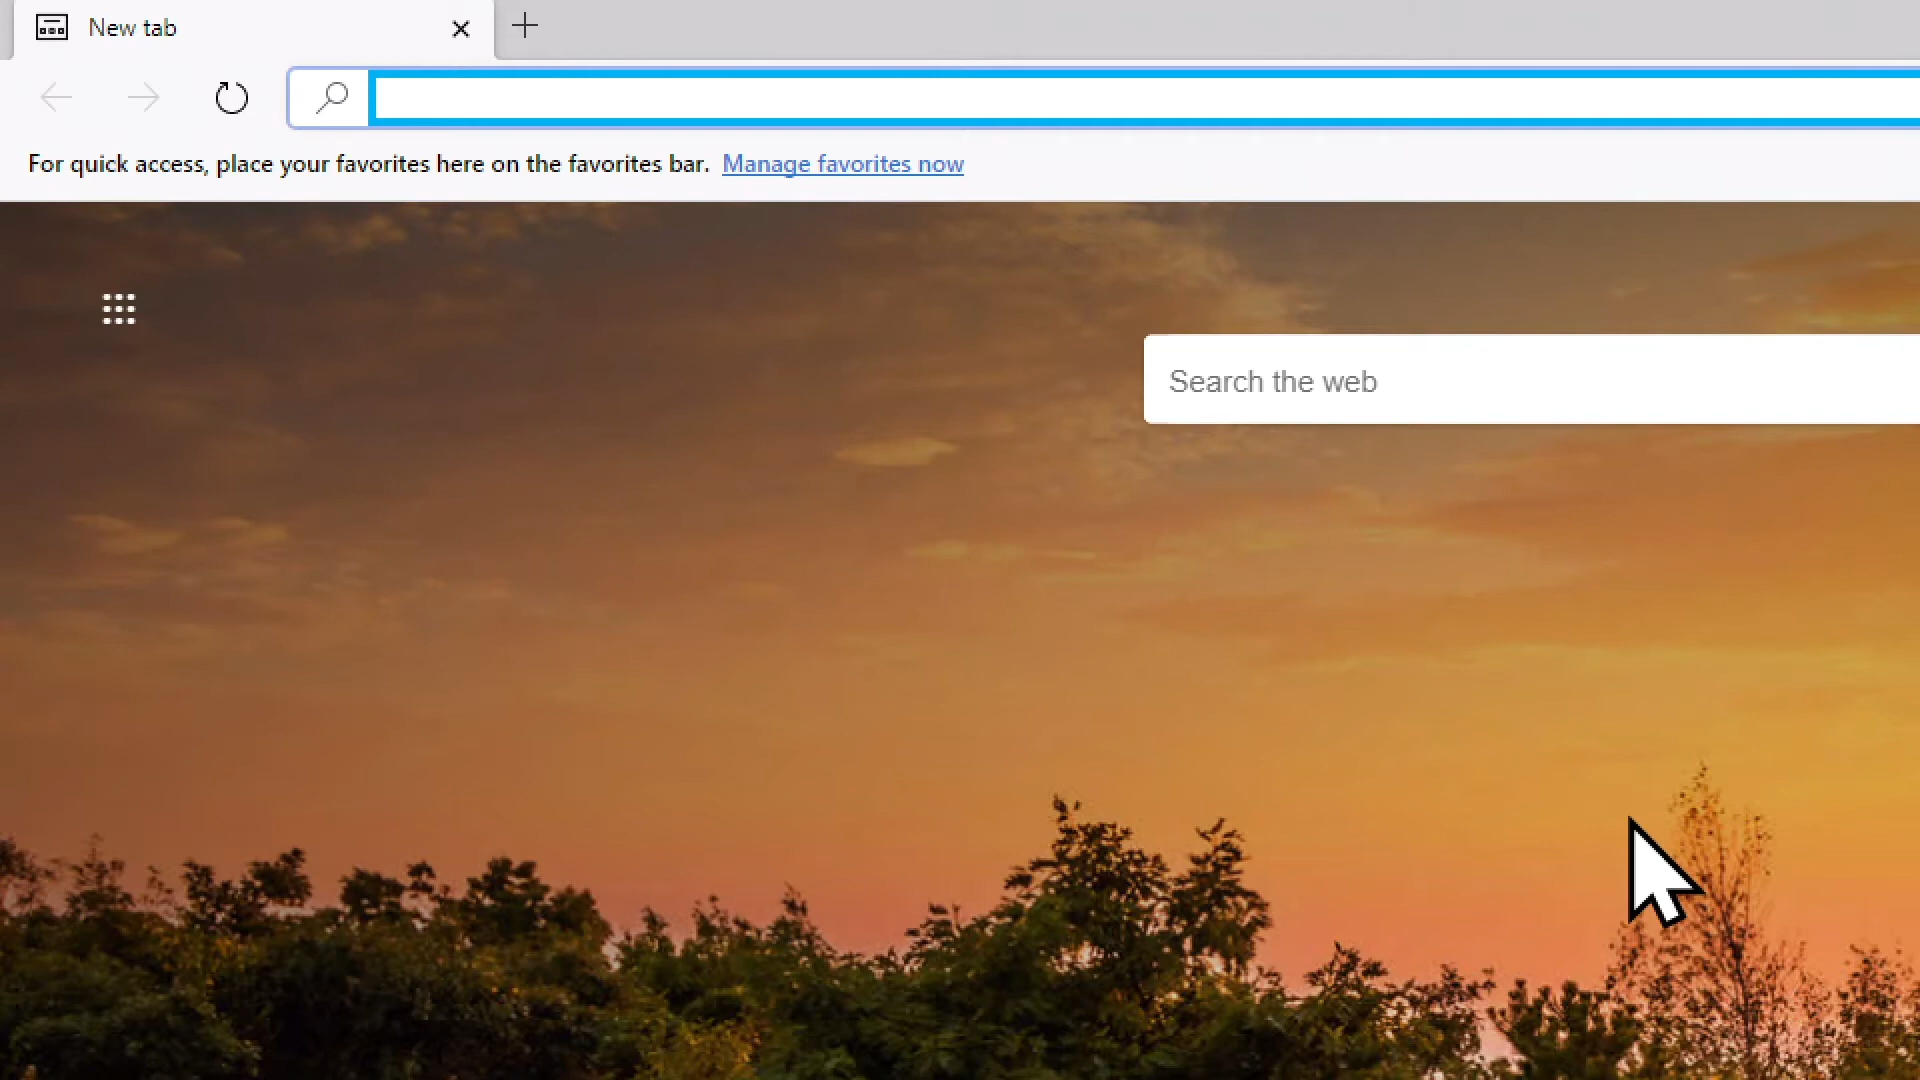 New tab
For quick access, place your favorites here on the favorites bar. Manage favorites now
Search the web